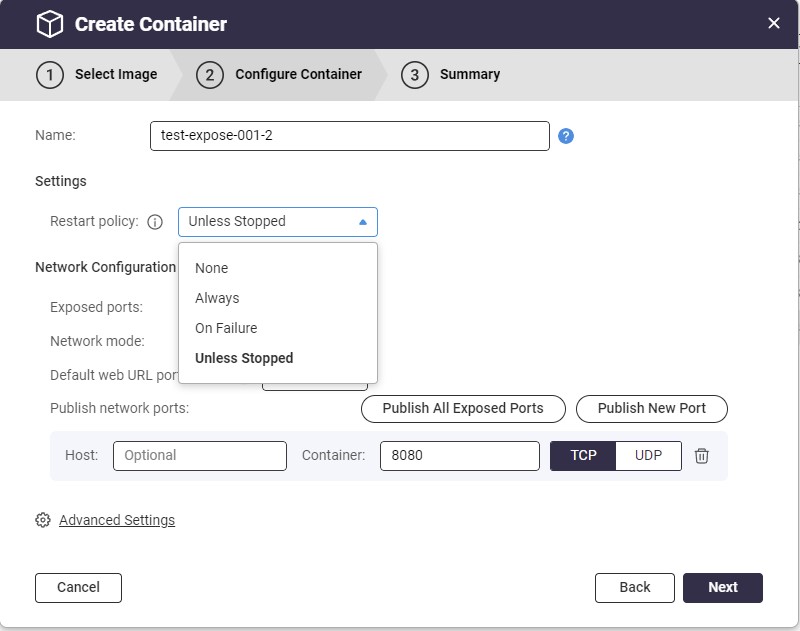 Create Container
1 Select Image 2 Configure Container 3 Summary
Name: test-expose-001-2 ?
Settings
Restart policy: i Unless Stopped
None
Network Configuration
Always
Exposed ports:
On Failure
Network mode:
Unless Stopped
Default web URL por
Publish network ports: Publish All Exposed Ports Publish New Port
Host: Optional Container: 8080 TCP UDP
Advanced Settings
Cancel Back Next